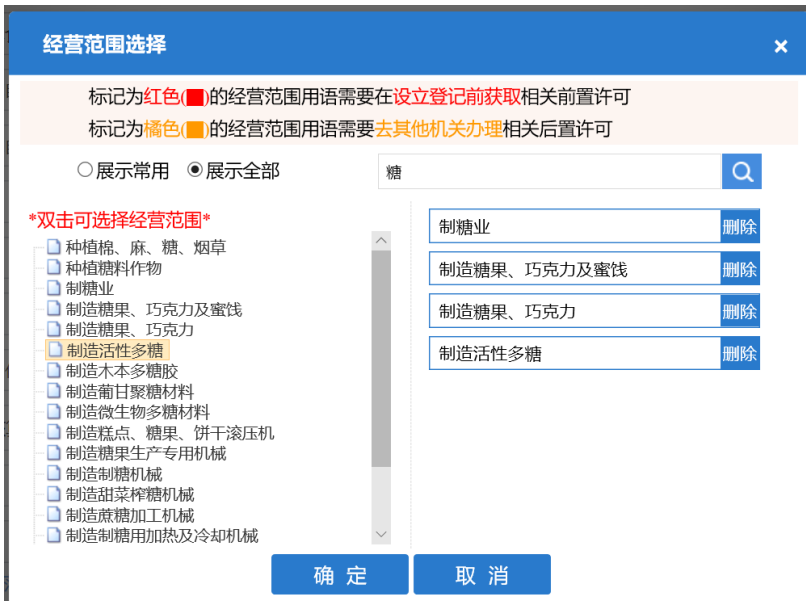 经营范围选择
×
标记为红色(■)的经营范围用语需要在设立登记前获取相关前置许可
标记为橘色(■)的经营范围用语需要去其他机关办理相关后置许可
展示常用 展示全部 糖
*双击可选择经营范围*
种植棉、麻、糖、烟草
种植糖料作物
制糖业
制造糖果、巧克力及蜜饯
制造糖果、巧克力
制造活性多糖
制造木本多糖胶
制造葡甘聚糖材料
制造微生物多糖材料
制造糕点、糖果、饼干滚压机
制造糖果生产专用机械
制造制糖机械
制造甜菜榨糖机械
制造蔗糖加工机械
制造制糖用加热及冷却机械
制糖业 删除
制造糖果、巧克力及蜜饯 删除
制造糖果、巧克力 删除
制造活性多糖 删除
确 定 取 消